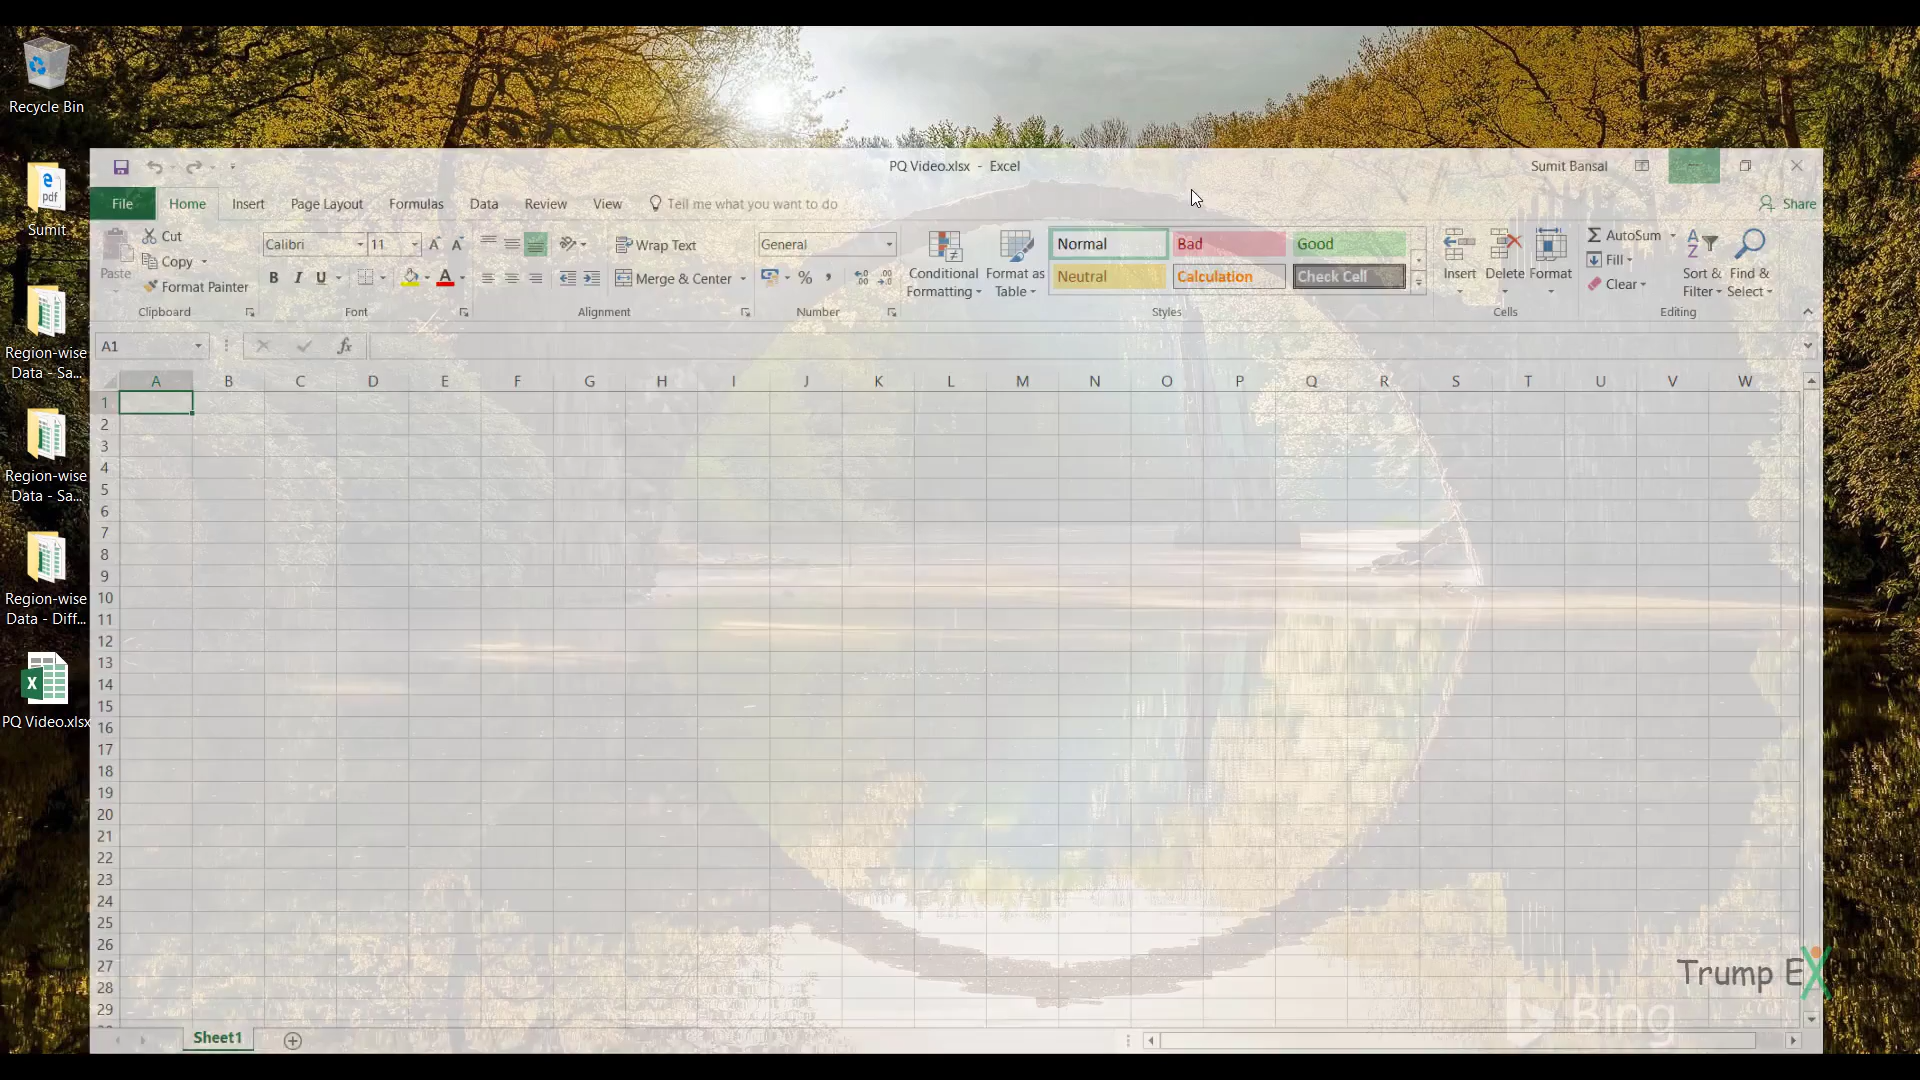 Recycle Bin
Sumit
Region-wise
Data - Sa...
Region-wise
Data - Sa...
Region-wise
Data - Diff...
PQ Video.xlsx
PQ Video.xlsx - Excel
Sumit Bansal
File Home Insert Page Layout Formulas Data Review View Tell me what you want to do
Share
Paste
Cut
Copy
Format Painter
Clipboard
Calibri 11
B I U A
Font
Wrap Text
Merge & Center
Alignment
General
% ,
Number
Conditional
Formatting
Format as
Table
Normal Bad Good
Neutral Calculation Check Cell
Styles
Insert Delete Format
Cells
AutoSum
Fill
Clear
Sort &
Filter
Find &
Select
Editing
A1
fx
A B C D E F G H I J K L M N O P Q R S T U V W
1
2
3
4
5
6
7
8
9
10
11
12
13
14
15
16
17
18
19
20
21
22
23
24
25
26
27
28
29
Sheet1
Trump EX
Bing